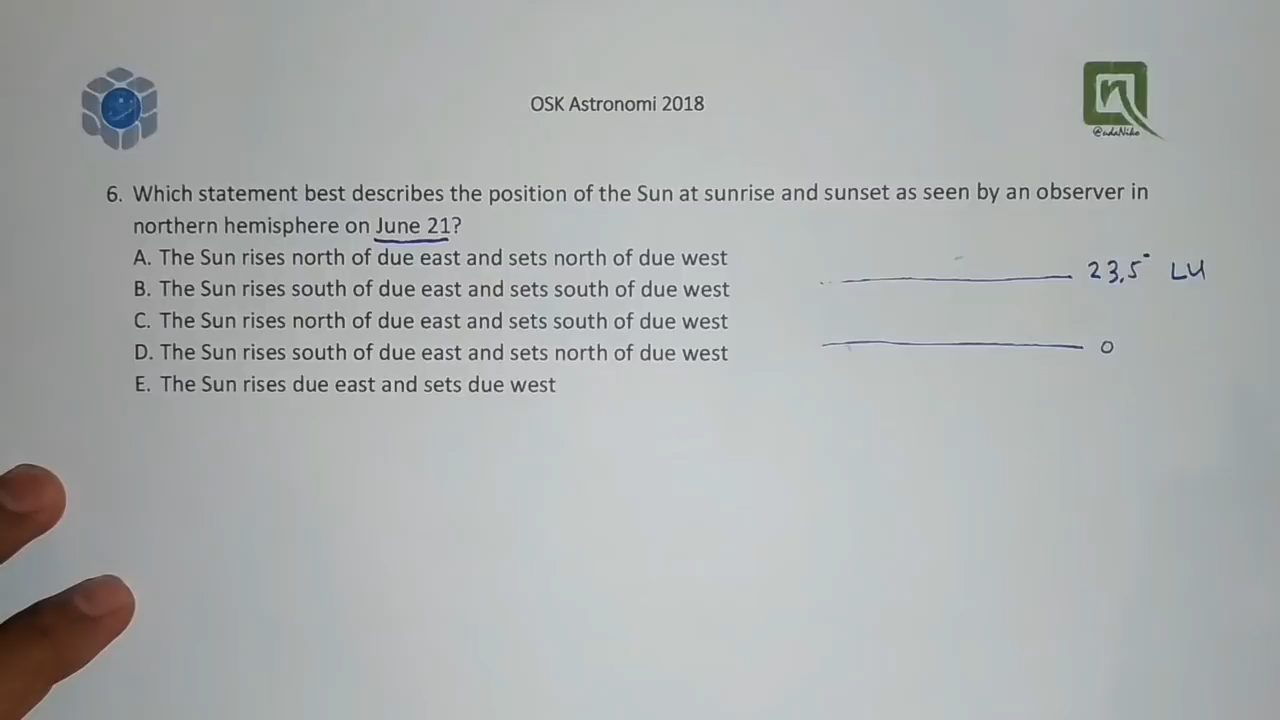 OSK Astronomi 2018
@adaNiko
6. Which statement best describes the position of the Sun at sunrise and sunset as seen by an observer in
northern hemisphere on June 21?
A. The Sun rises north of due east and sets north of due west
B. The Sun rises south of due east and sets south of due west
C. The Sun rises north of due east and sets south of due west
D. The Sun rises south of due east and sets north of due west
E. The Sun rises due east and sets due west
23,5° LU
0